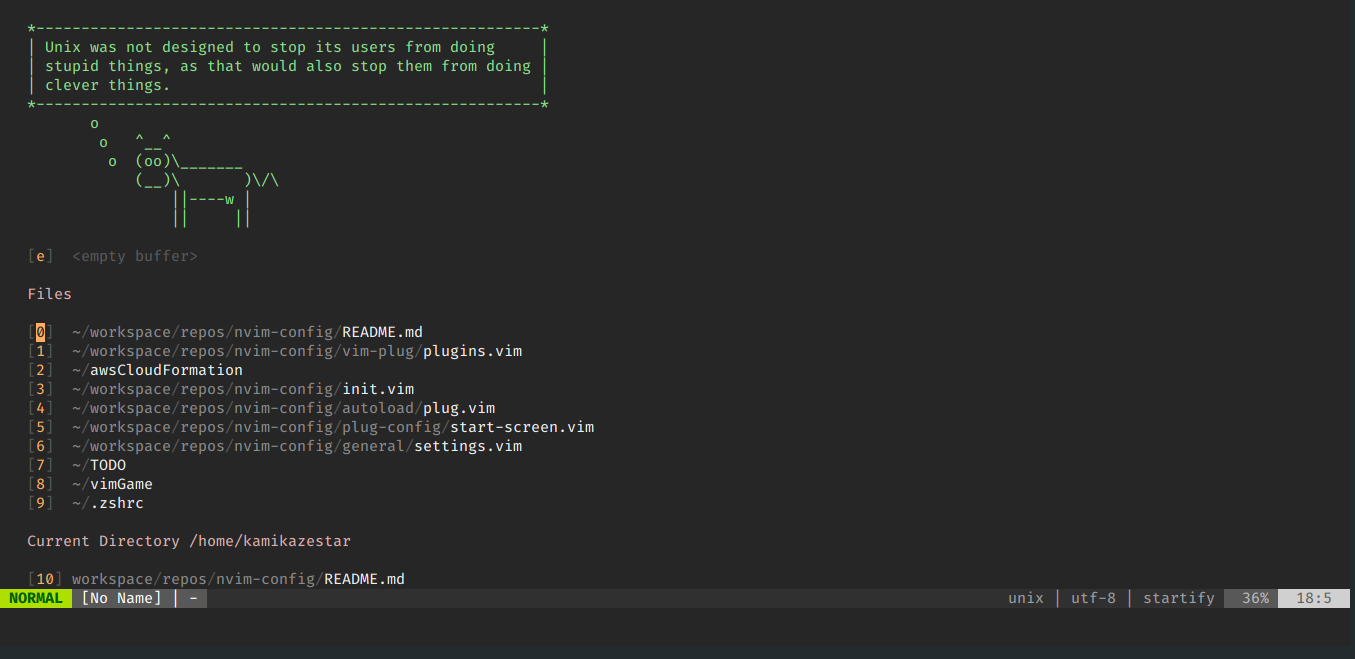 *--------------------------------------------------------*
| Unix was not designed to stop its users from doing     |
| stupid things, as that would also stop them from doing |
| clever things.                                         |
*--------------------------------------------------------*
       o
        o   ^__^
         o  (oo)\_______
            (__)\       )\/\
                ||----w |
                ||     ||
[e]  <empty buffer>
Files
[0]  ~/workspace/repos/nvim-config/README.md
[1]  ~/workspace/repos/nvim-config/vim-plug/plugins.vim
[2]  ~/awsCloudFormation
[3]  ~/workspace/repos/nvim-config/init.vim
[4]  ~/workspace/repos/nvim-config/autoload/plug.vim
[5]  ~/workspace/repos/nvim-config/plug-config/start-screen.vim
[6]  ~/workspace/repos/nvim-config/general/settings.vim
[7]  ~/TODO
[8]  ~/vimGame
[9]  ~/.zshrc
Current Directory /home/kamikazestar
[10] workspace/repos/nvim-config/README.md
NORMAL [No Name] | - unix | utf-8 | startify 36% 18:5